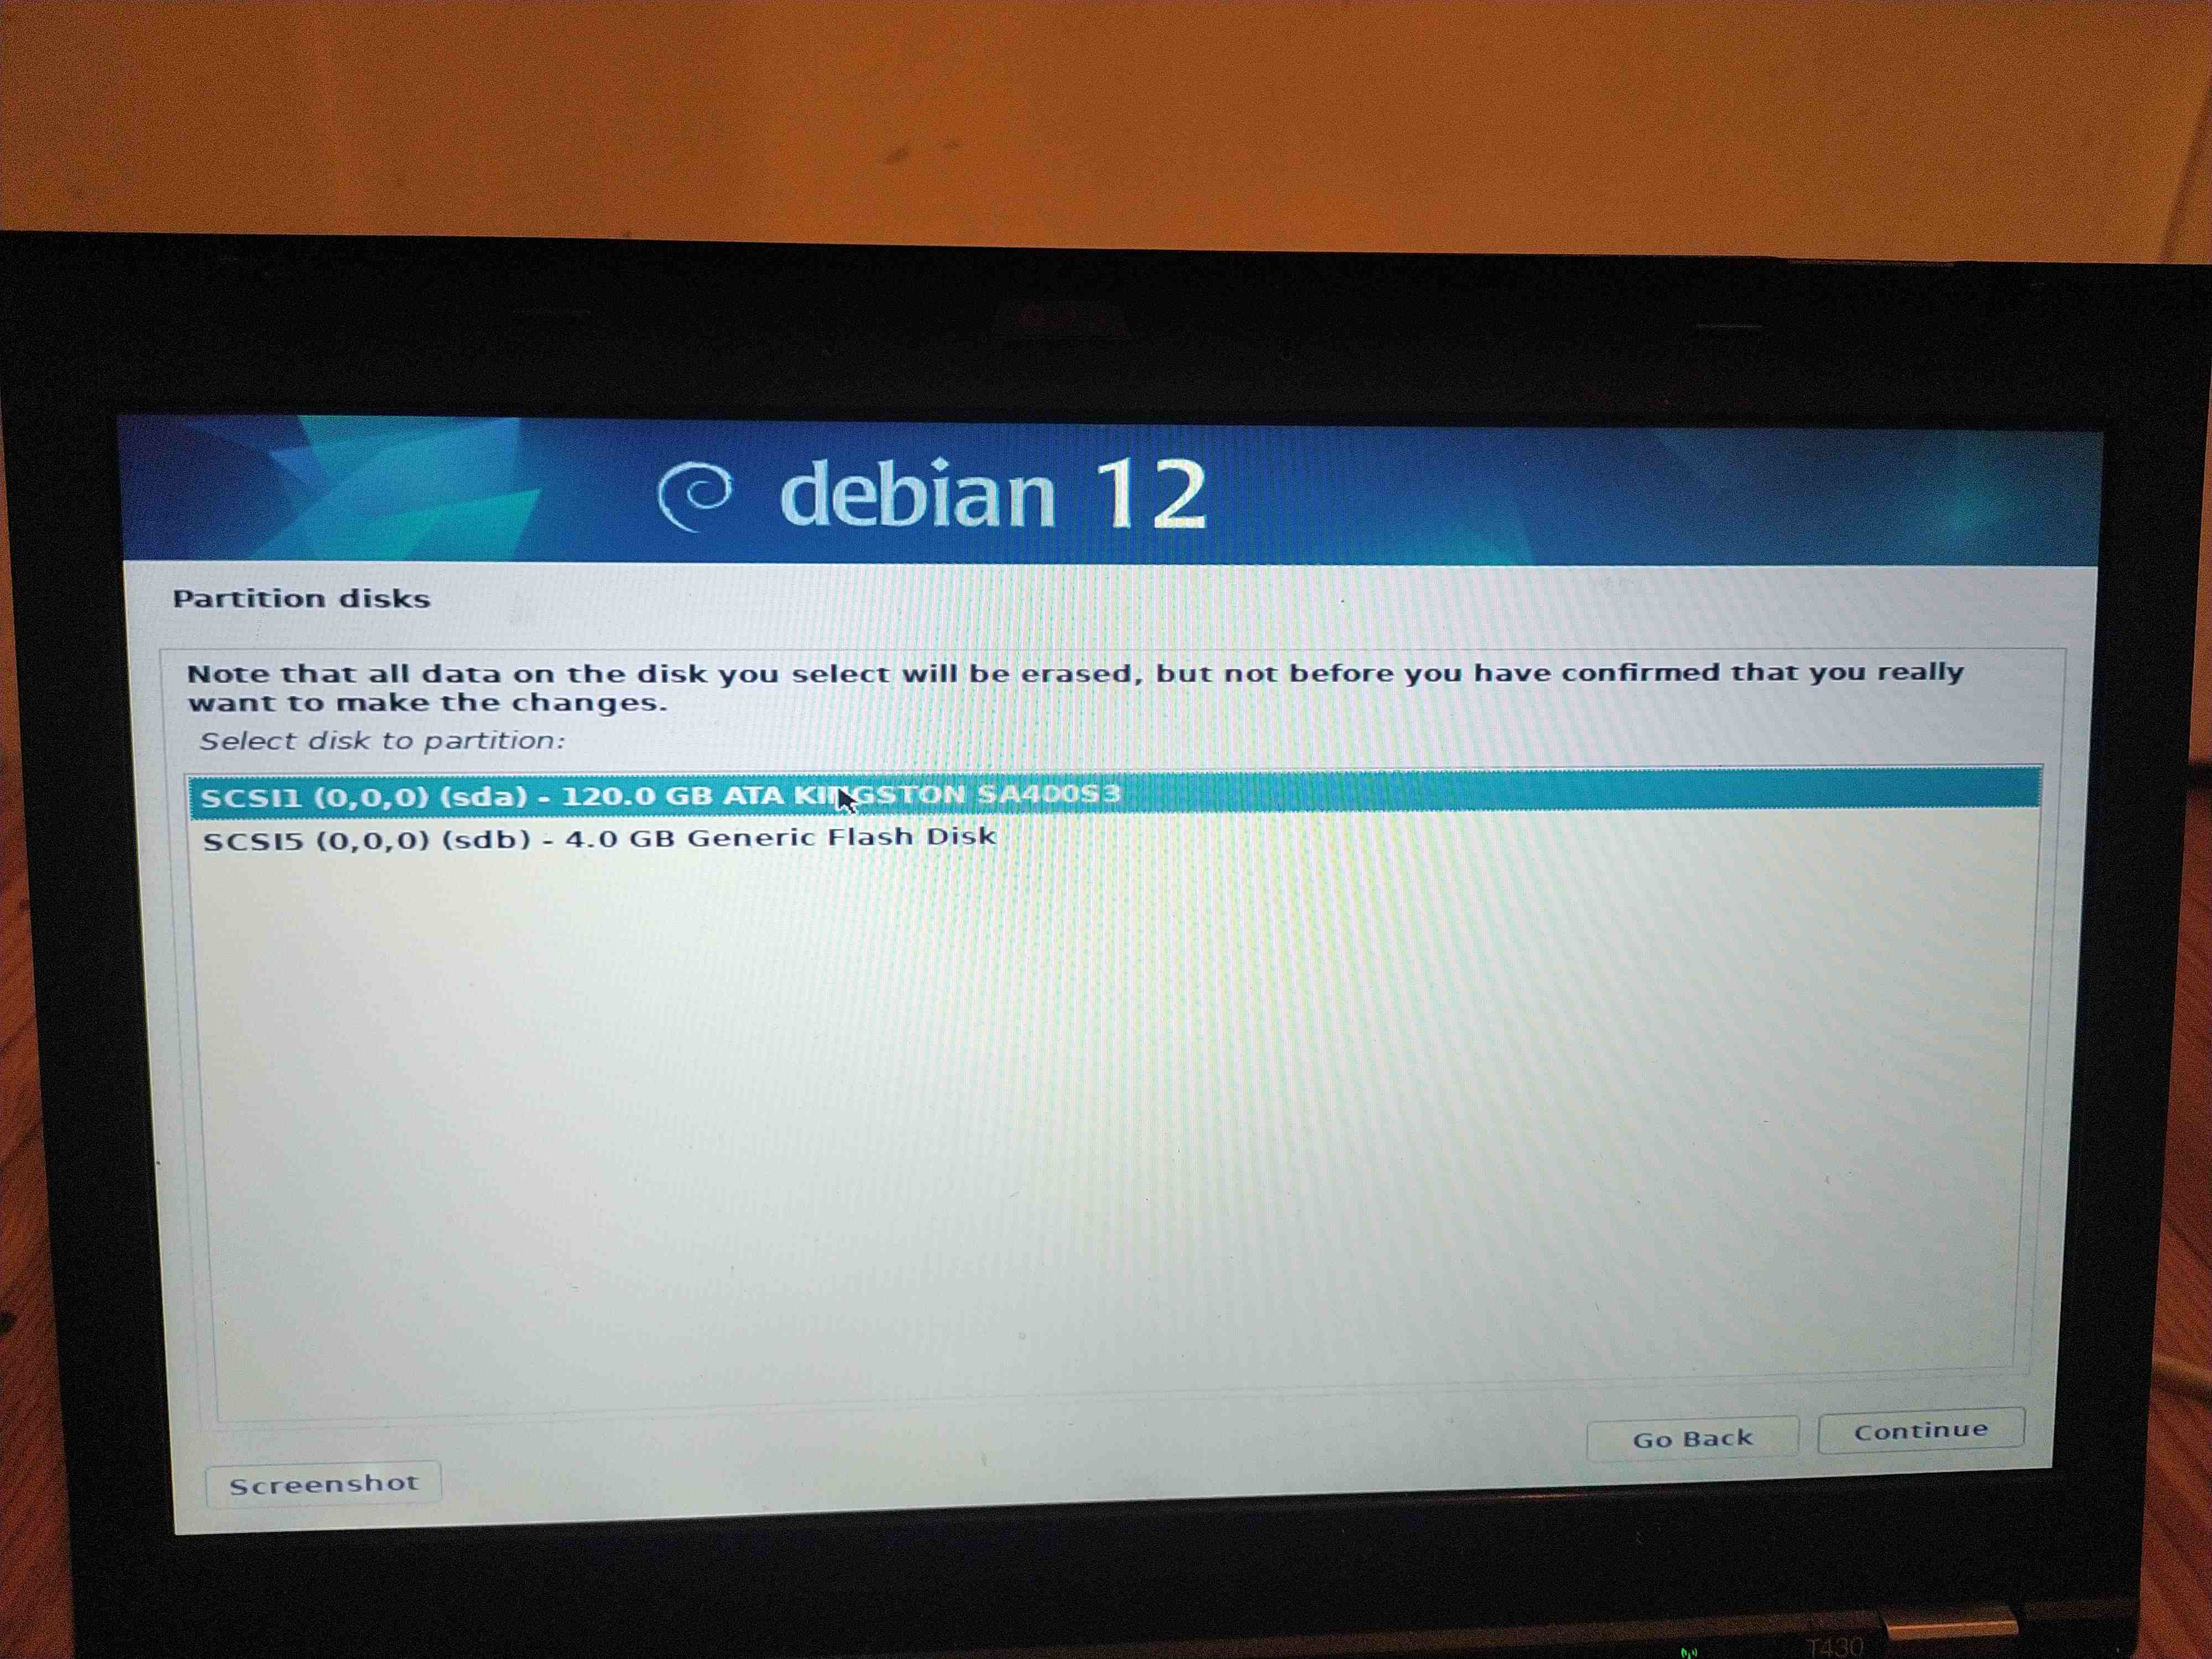 debian 12
Partition disks
Note that all data on the disk you select will be erased, but not before you have confirmed that you really
want to make the changes.
Select disk to partition:
SCSI1 (0,0,0) (sda) - 120.0 GB ATA KINGSTON SA400S3
SCSI5 (0,0,0) (sdb) - 4.0 GB Generic Flash Disk
Go Back
Continue
Screenshot
T430